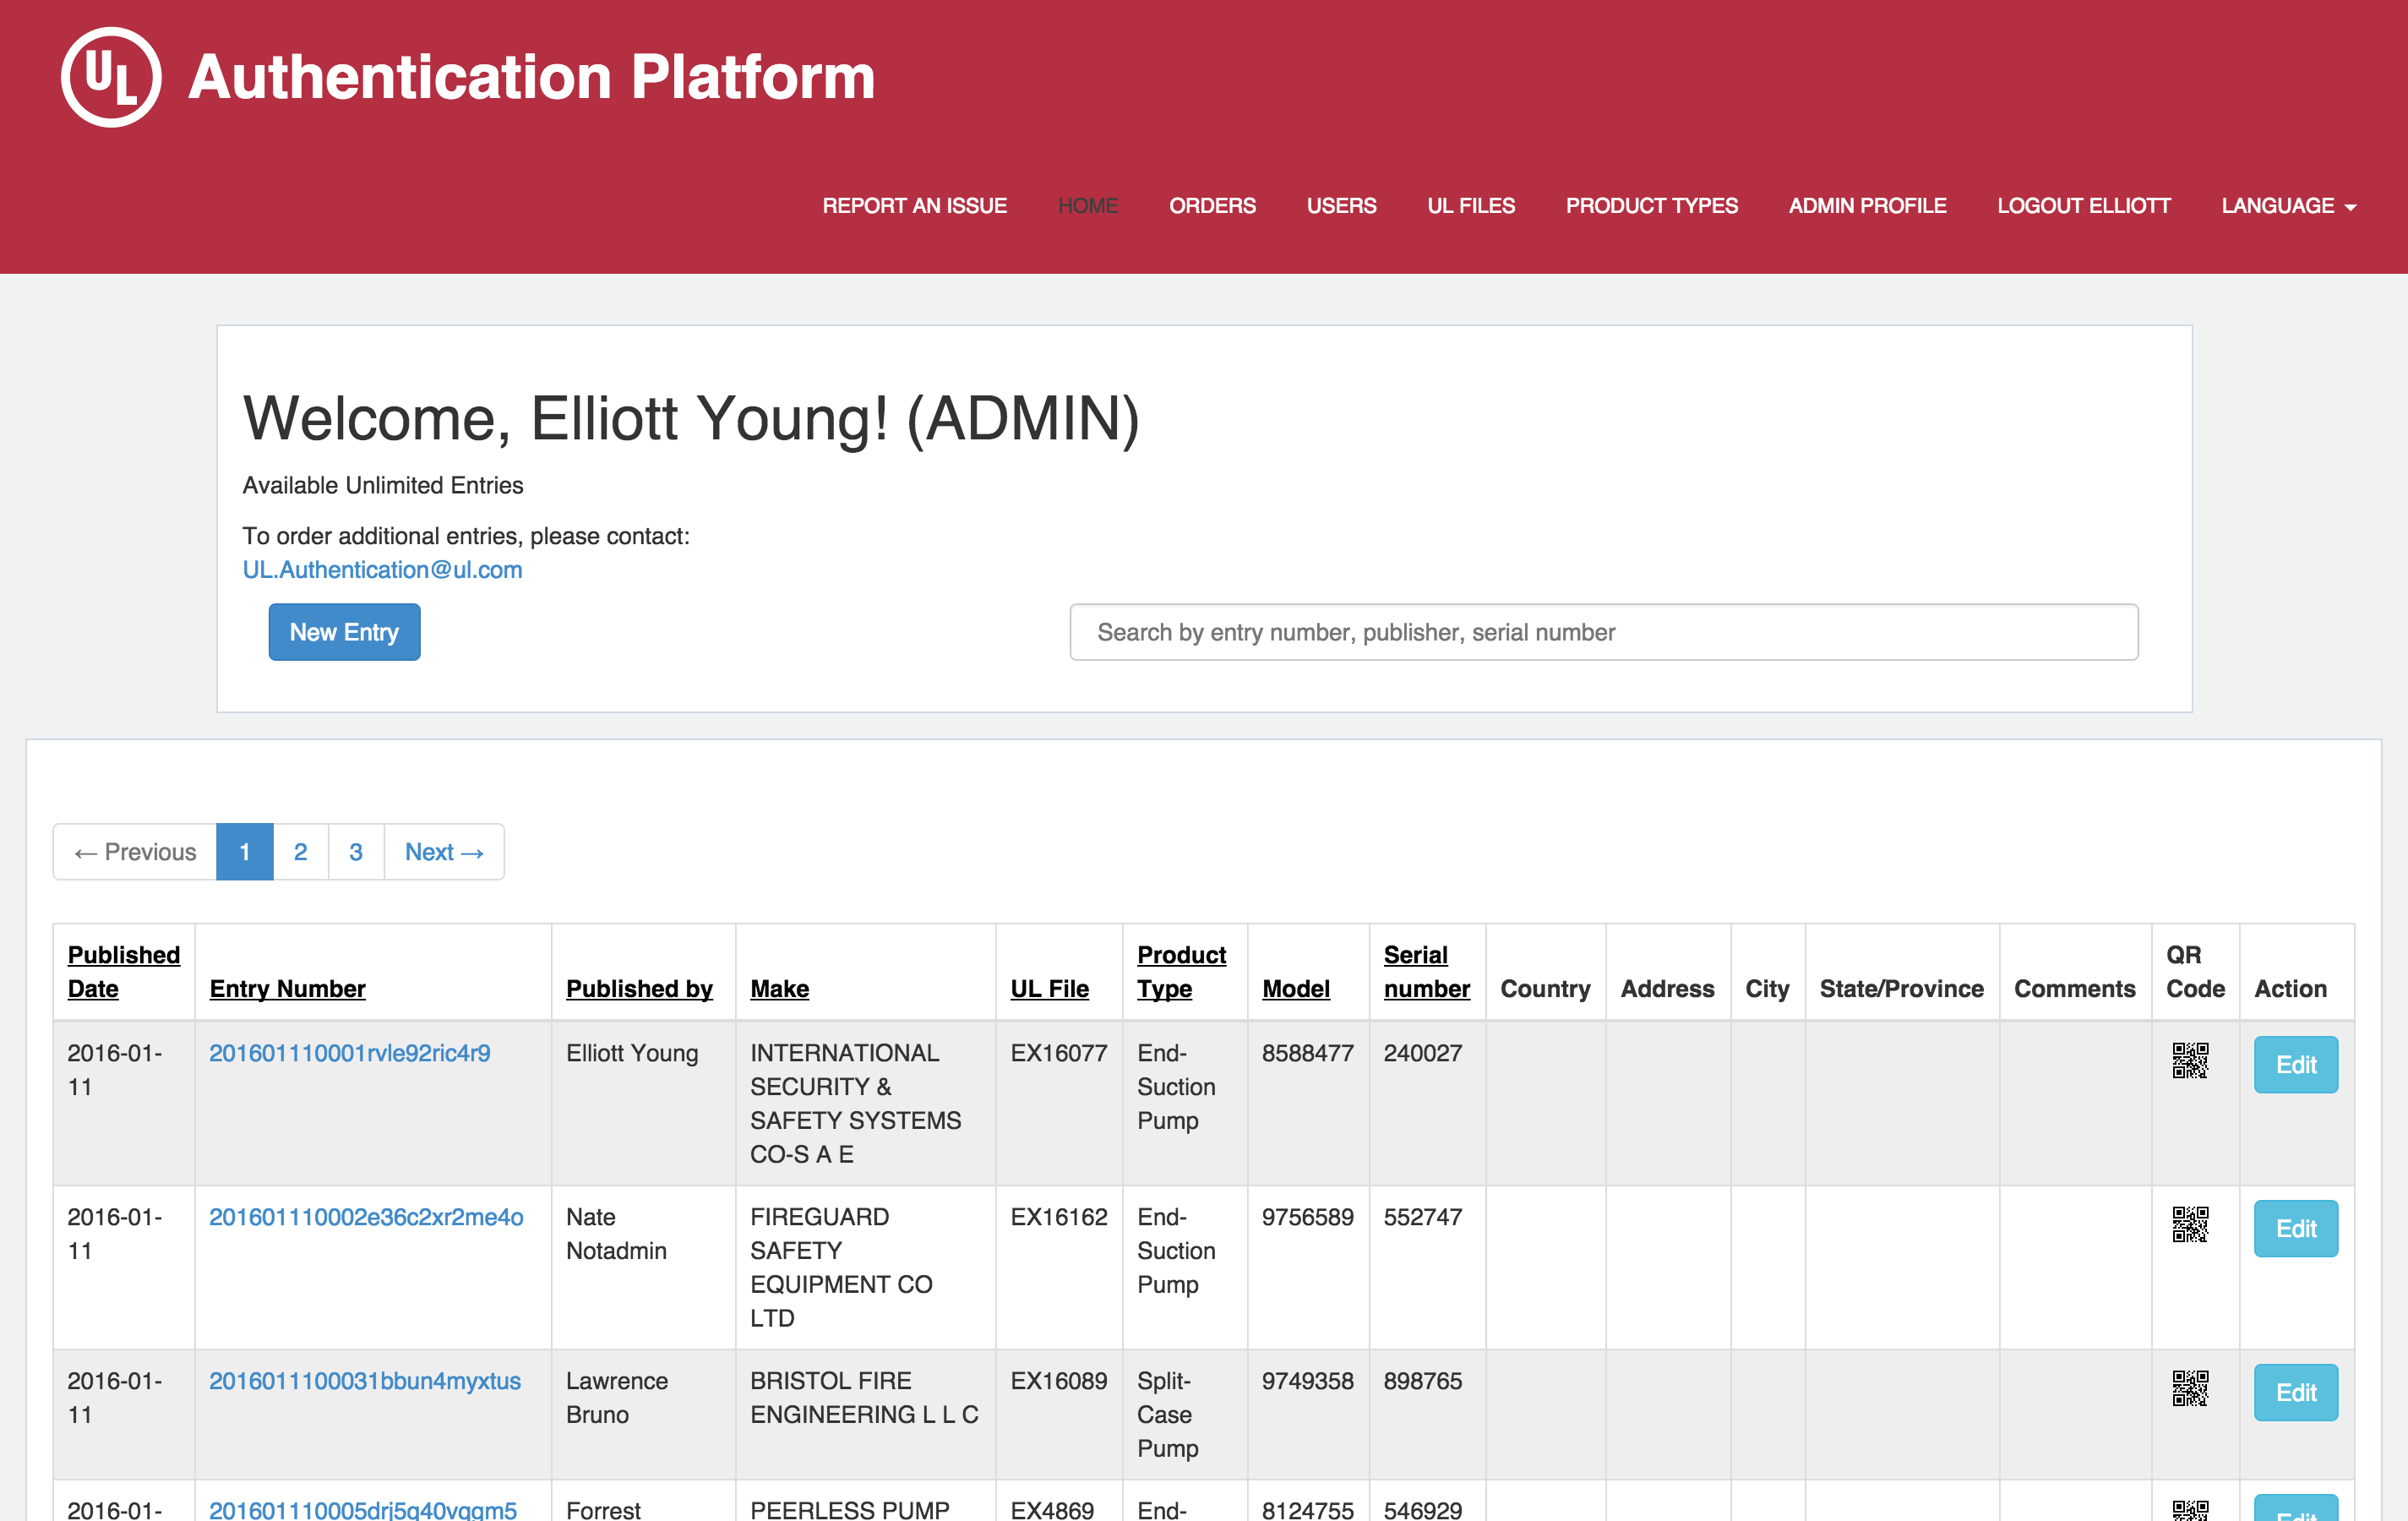 UL Authentication Platform
REPORT AN ISSUE HOME ORDERS USERS UL FILES PRODUCT TYPES ADMIN PROFILE LOGOUT ELLIOTT LANGUAGE
Welcome, Elliott Young! (ADMIN)
Available Unlimited Entries
To order additional entries, please contact:
UL.Authentication@ul.com
New Entry Search by entry number, publisher, serial number
← Previous 1 2 3 Next →
Published Product Serial QR
Date Entry Number Published by Make UL File Type Model number Country Address City State/Province Comments Code Action
2016-01- 201601110001rvle92ric4r9 Elliott Young INTERNATIONAL EX16077 End- 8588477 240027 Edit
11 SECURITY & Suction
SAFETY SYSTEMS Pump
CO-S A E
2016-01- 201601110002e36c2xr2me4o Nate FIREGUARD EX16162 End- 9756589 552747 Edit
11 Notadmin SAFETY Suction
EQUIPMENT CO Pump
LTD
2016-01- 2016011100031bbun4myxtus Lawrence BRISTOL FIRE EX16089 Split- 9749358 898765 Edit
11 Bruno ENGINEERING L L C Case
Pump
2016-01- 201601110005drj5g40vggm5 Forrest PEERLESS PUMP EX4869 End- 8124755 546929 Edit